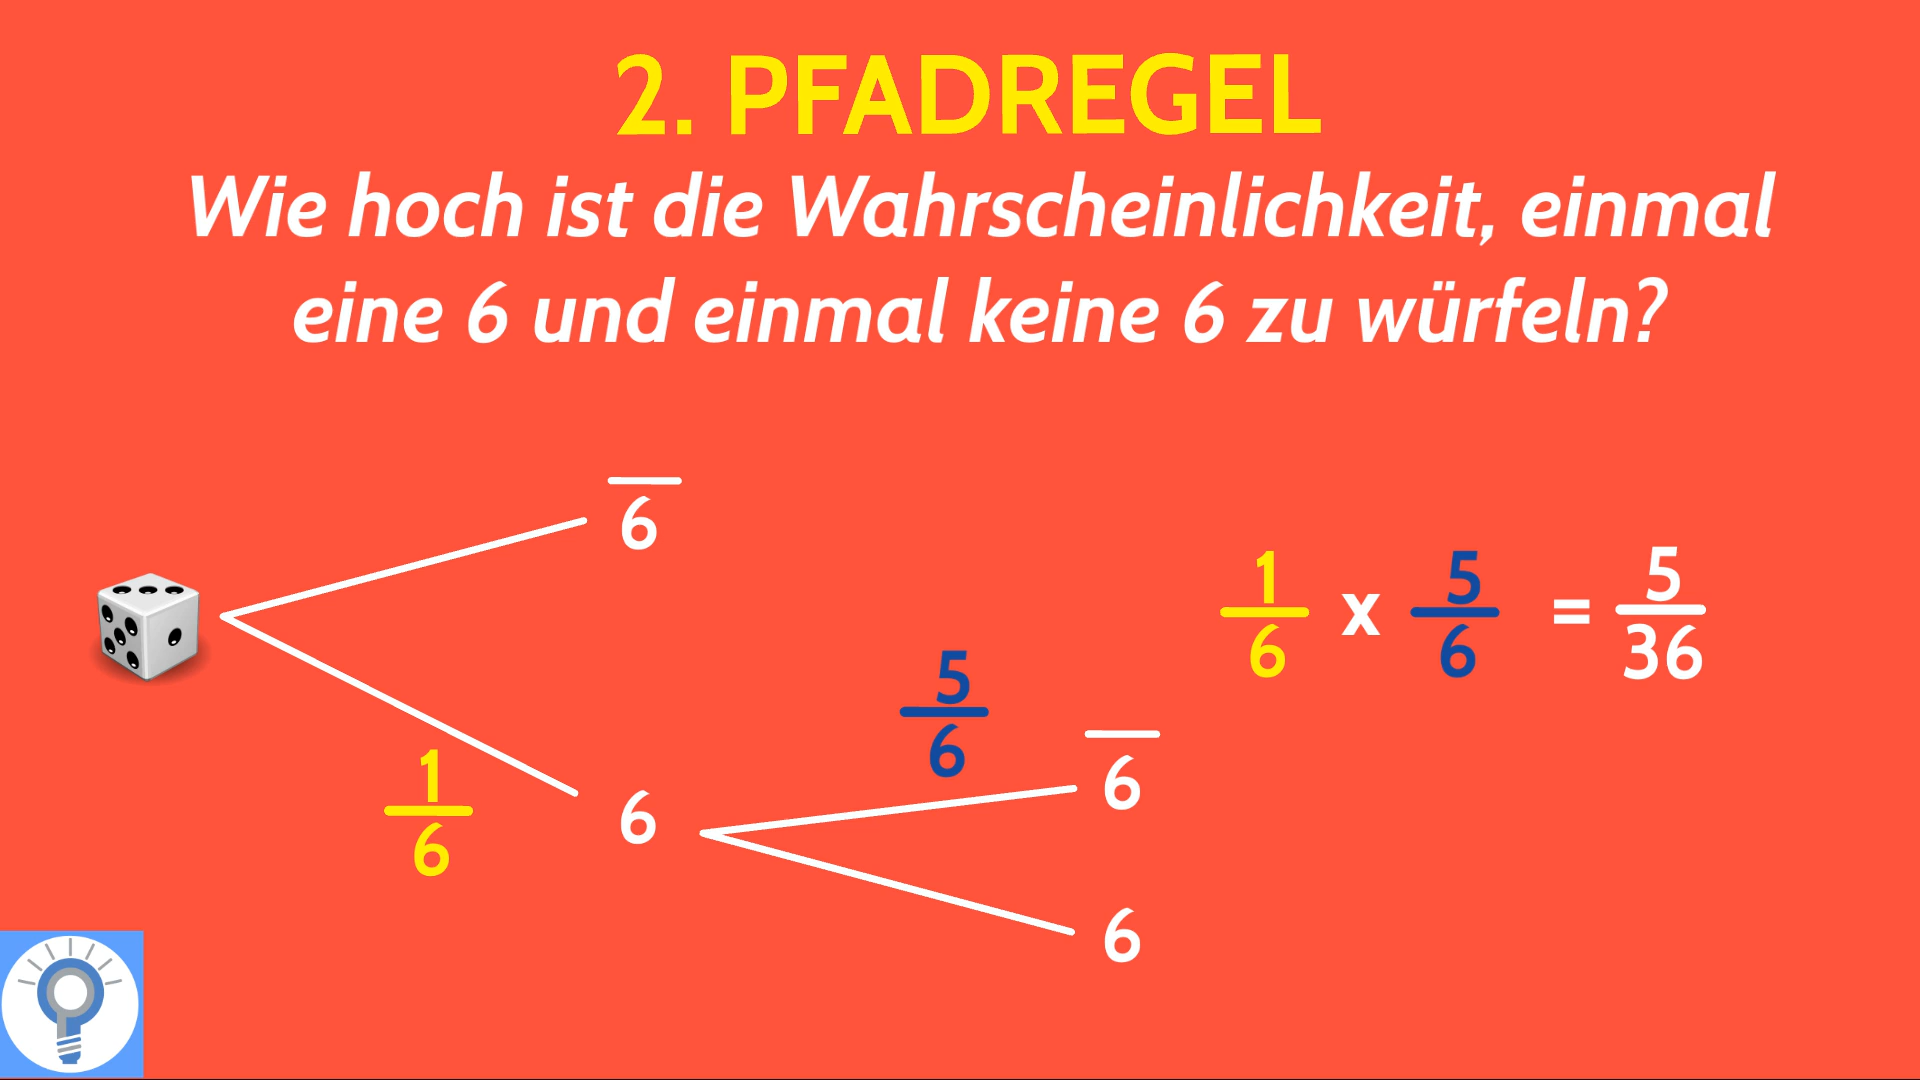 2. PFADREGEL
Wie hoch ist die Wahrscheinlichkeit, einmal
eine 6 und einmal keine 6 zu würfeln?
6̅
1/6 x 5/6 = 5/36
5/6
6̅
1/6
6
6